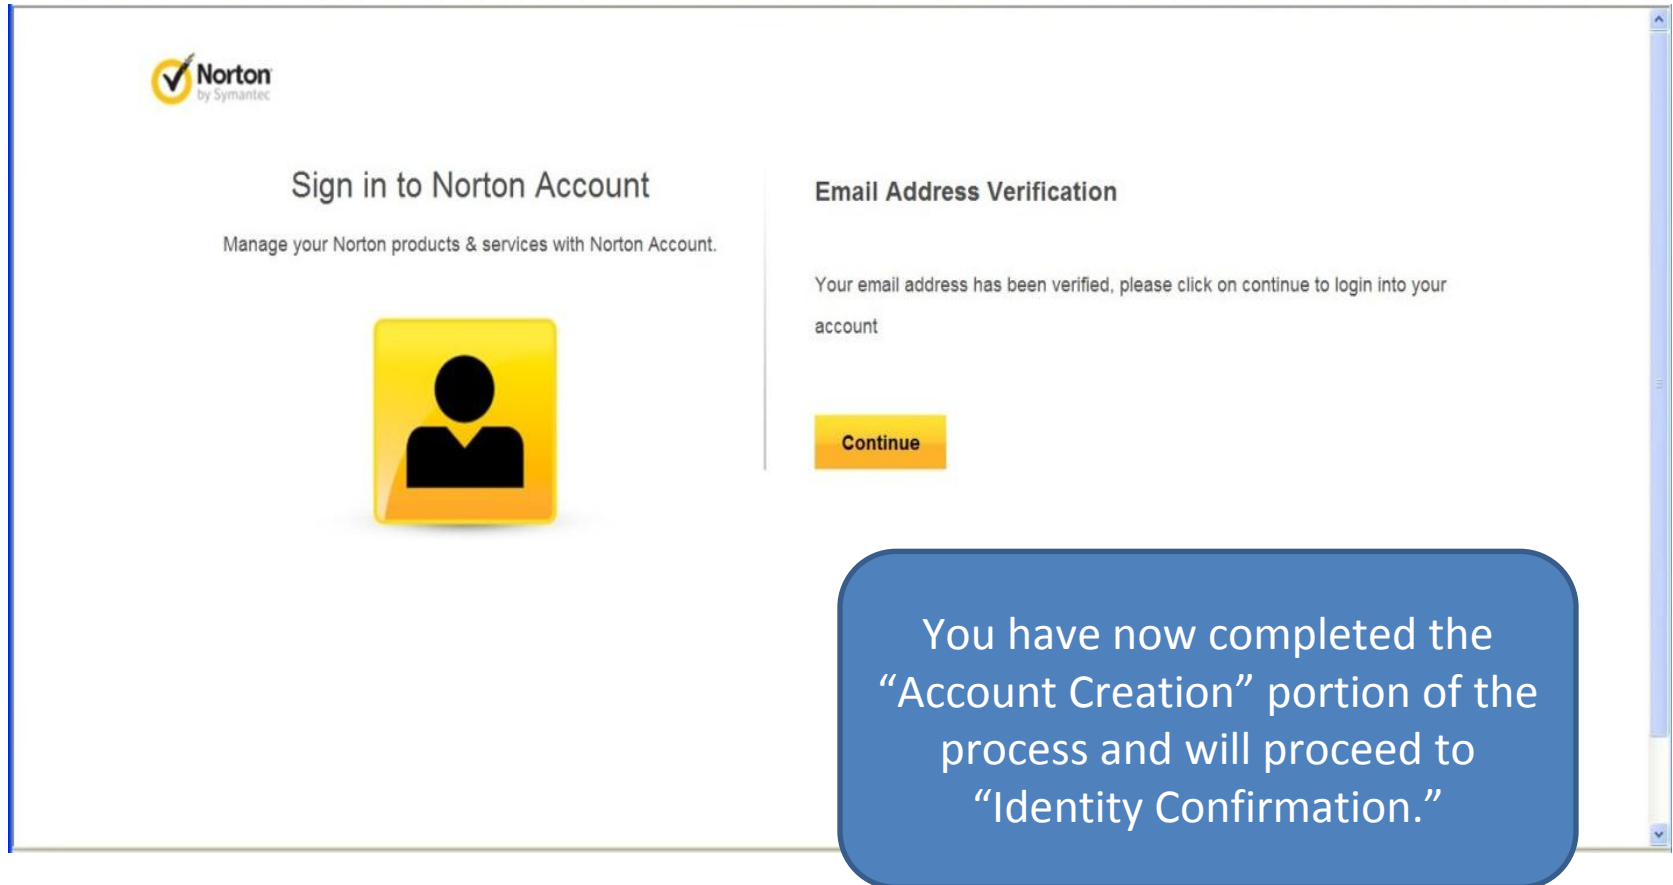 Norton
by Symantec
Sign in to Norton Account
Manage your Norton products & services with Norton Account.
Email Address Verification
Your email address has been verified, please click on continue to login into your
account
Continue
You have now completed the
“Account Creation” portion of the
process and will proceed to
“Identity Confirmation.”